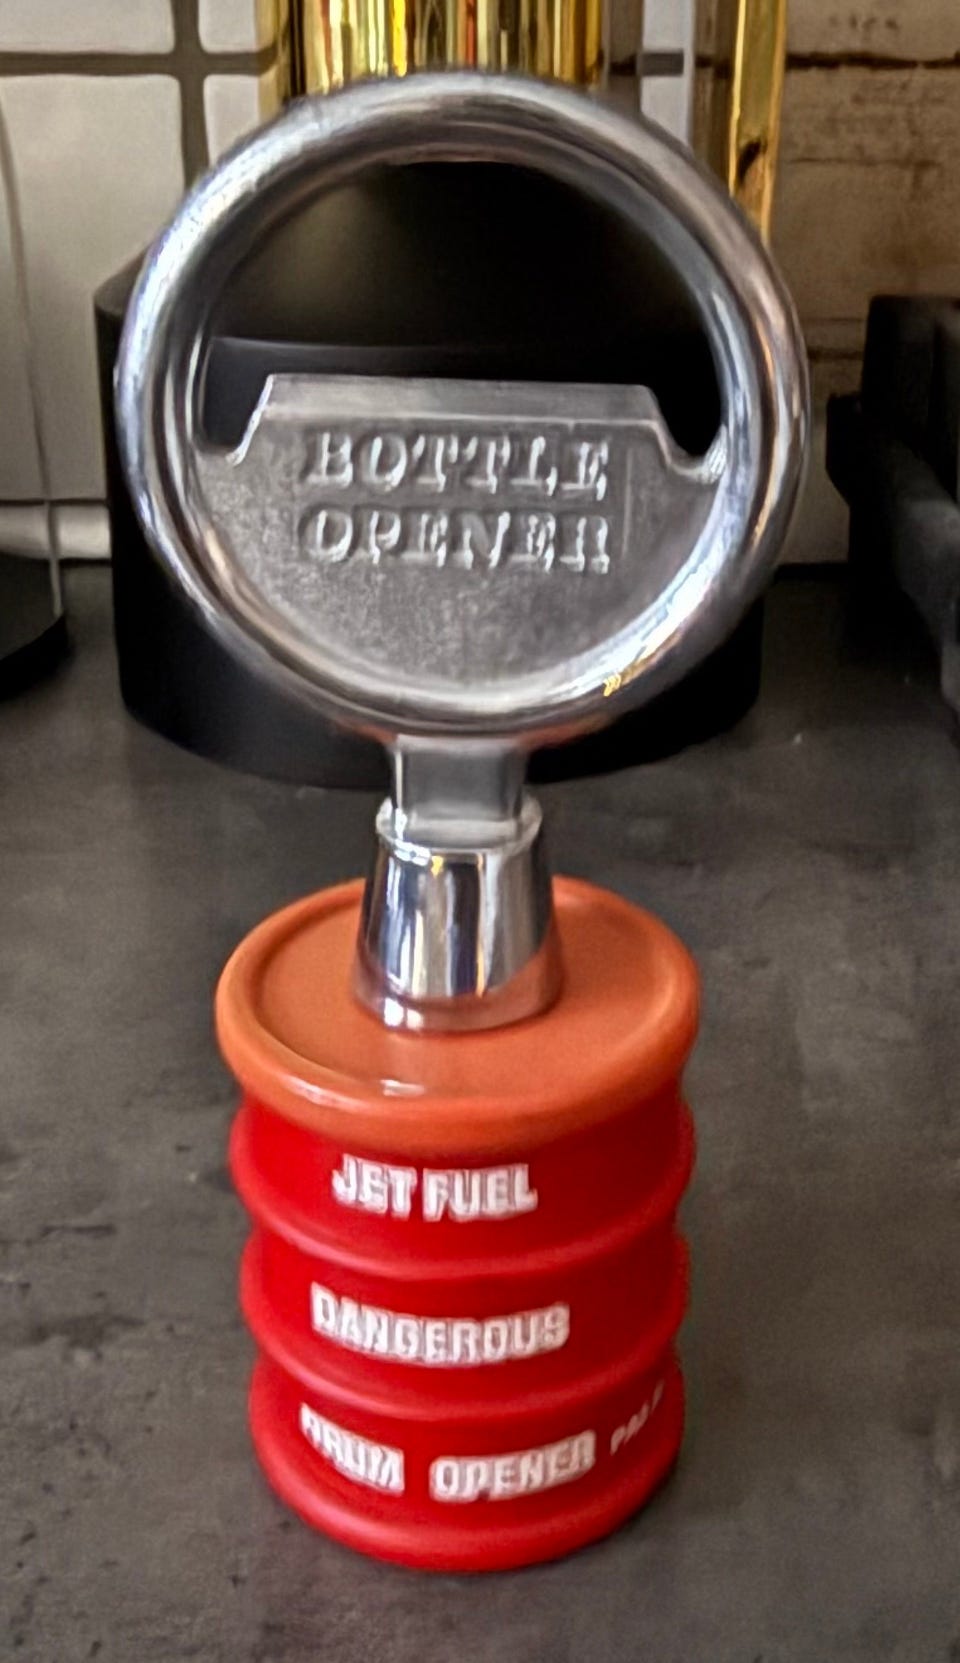 BOTTLE
OPENER
JET FUEL
DANGEROUS
DRUM OPENER